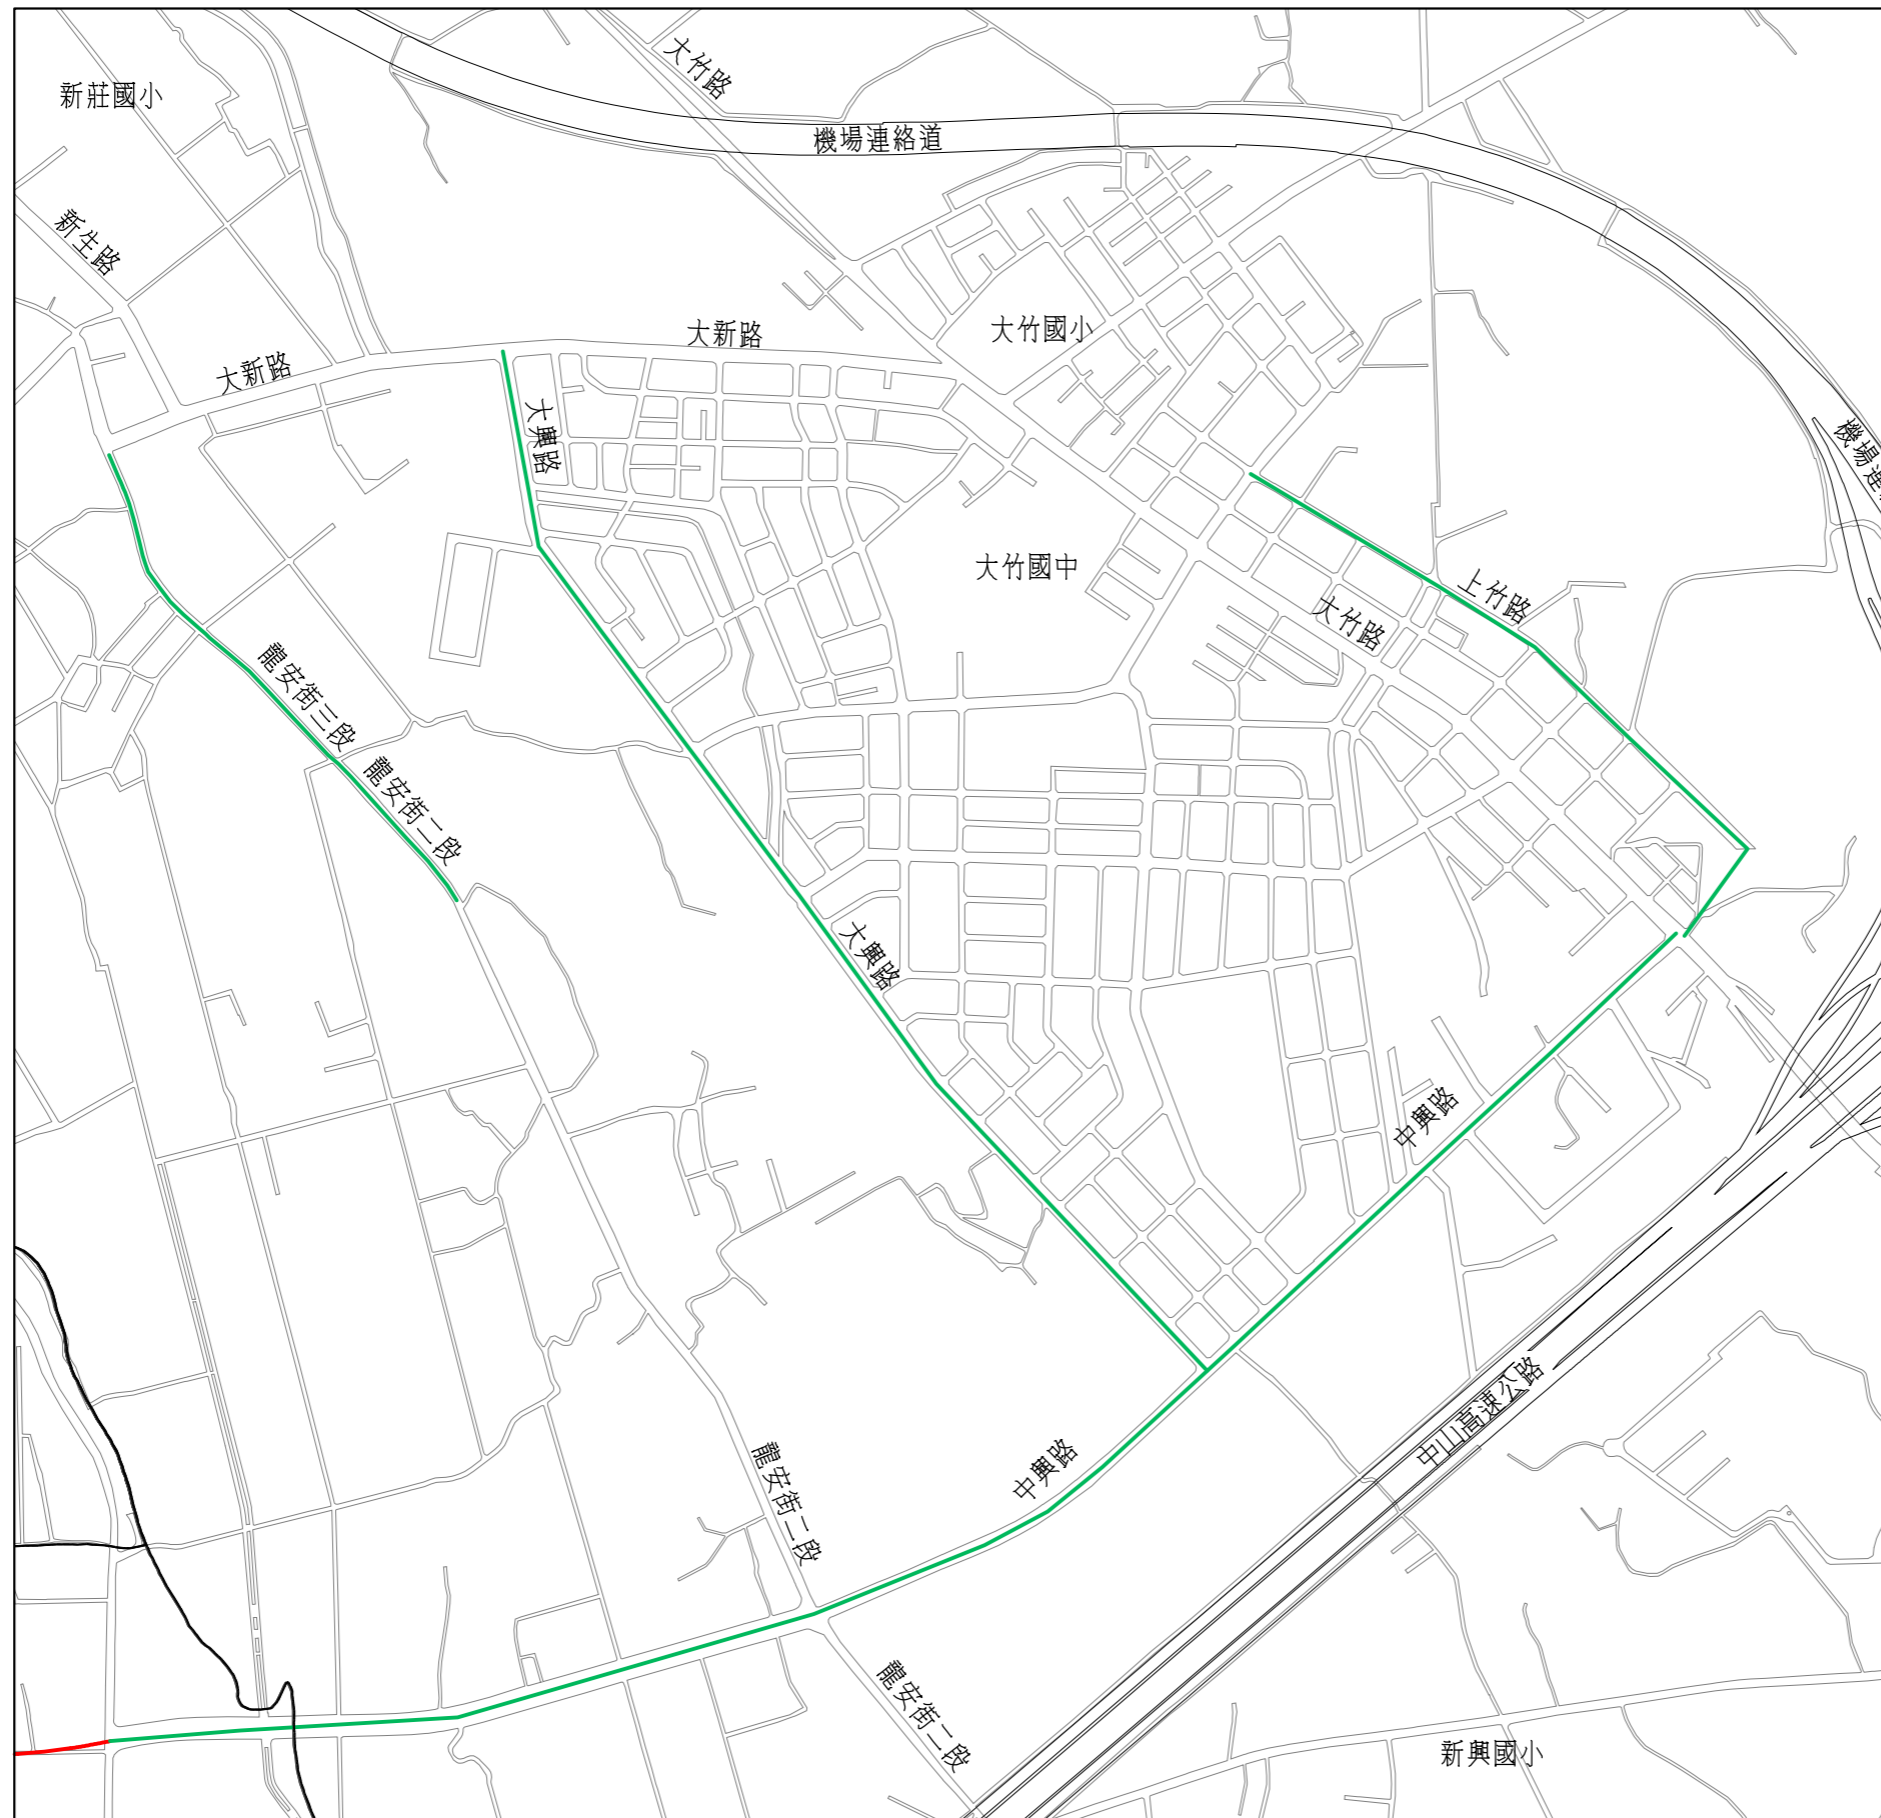 大竹路
新莊國小
機場連絡道
新生路
大竹國小
大新路
大新路
大興路
機場連
大竹國中
上竹路
大竹路
龍安街三段
龍安街二段
大興路
中興路
中山高速公路
中興路
龍安街二段
龍安街二段
新興國小